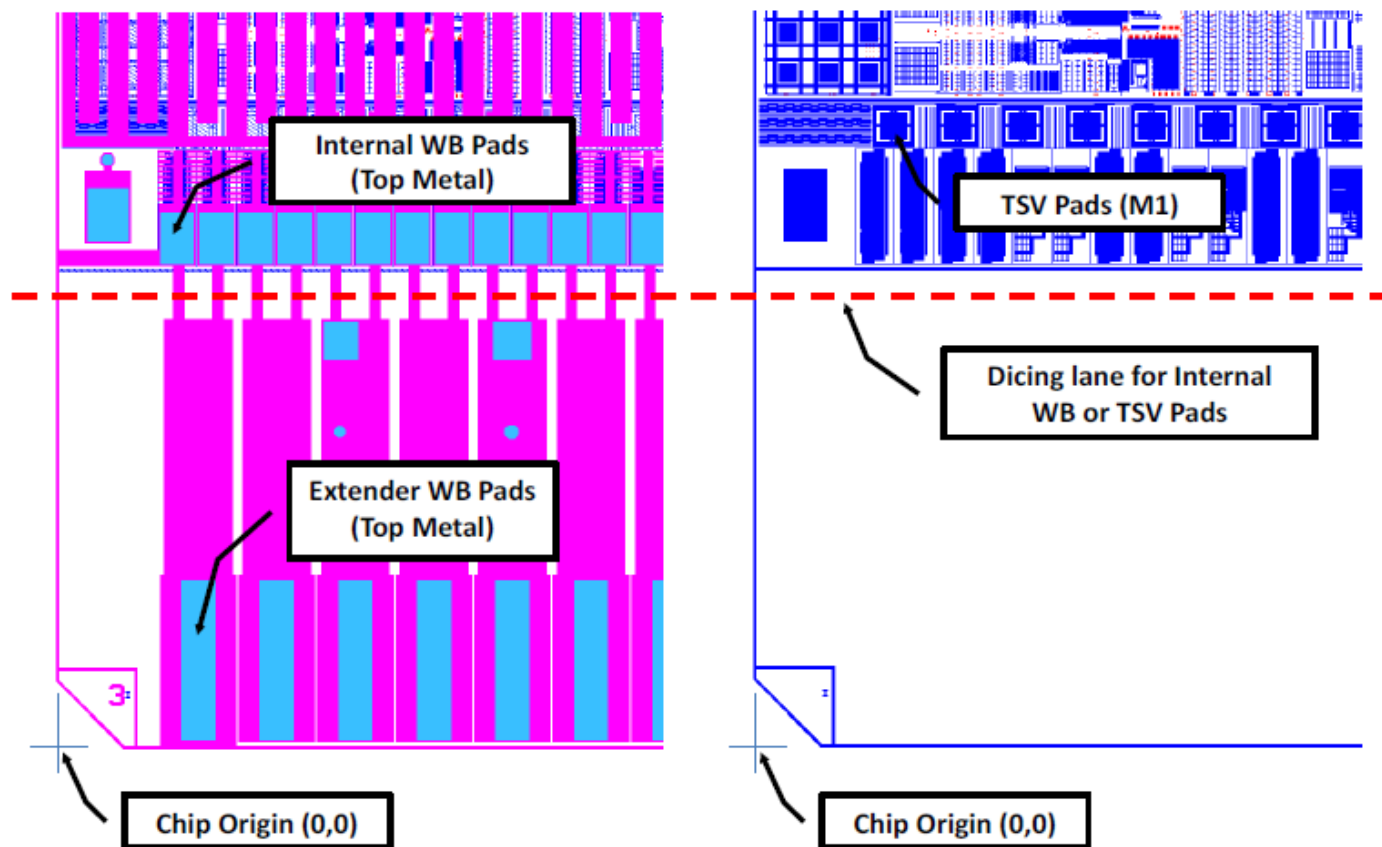 Internal WB Pads
(Top Metal)
TSV Pads (M1)
Dicing lane for Internal
WB or TSV Pads
Extender WB Pads
(Top Metal)
3
Chip Origin (0,0)
Chip Origin (0,0)